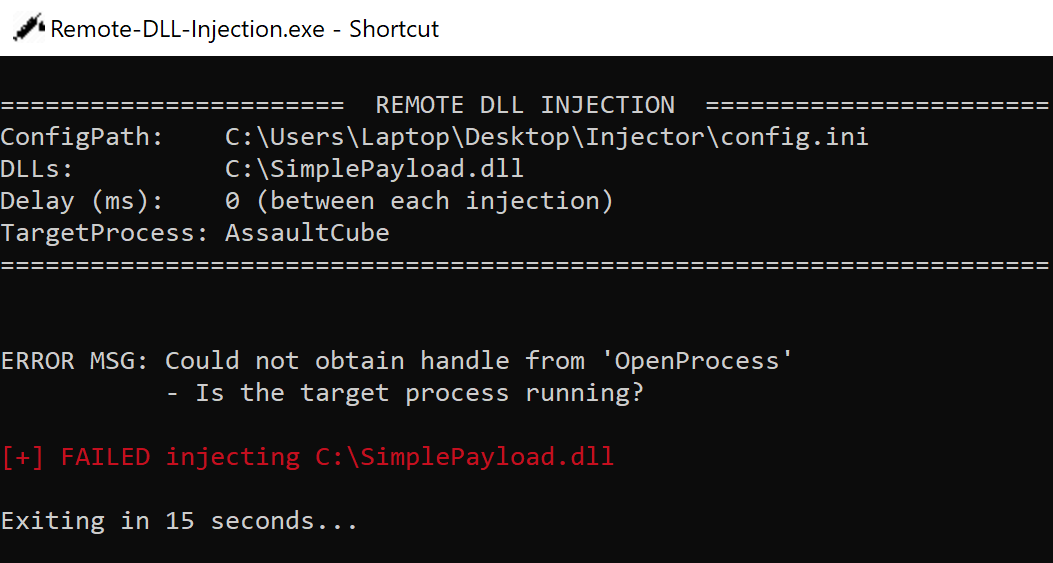 Remote-DLL-Injection.exe - Shortcut
======================= REMOTE DLL INJECTION =======================
ConfigPath: C:\Users\Laptop\Desktop\Injector\config.ini
DLLs: C:\SimplePayload.dll
Delay (ms): 0 (between each injection)
TargetProcess: AssaultCube
======================================================================
ERROR MSG: Could not obtain handle from 'OpenProcess'
- Is the target process running?
[+] FAILED injecting C:\SimplePayload.dll
Exiting in 15 seconds...